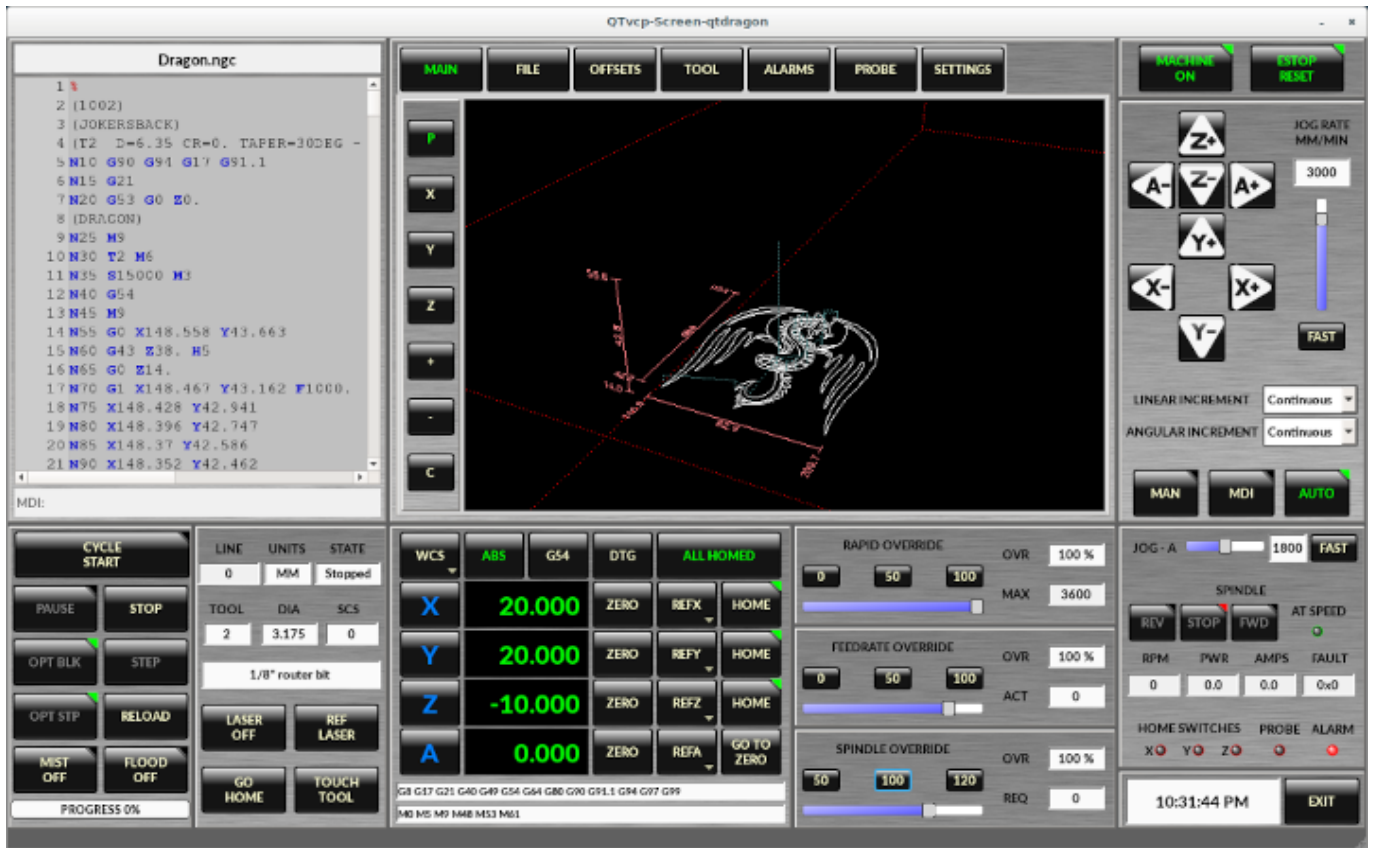 QTvcp-Screen-qtdragon
Dragon.ngc
1 %
2 (1002)
3 (JOKERSBACK)
4 (T2 D=6.35 CR=0. TAPER=30DEG -
5 N10 G90 G94 G17 G91.1
6 N15 G21
7 N20 G53 G0 Z0.
8 (DRAGON)
9 N25 M9
10 N30 T2 M6
11 N35 S15000 M3
12 N40 G54
13 N45 M9
14 N55 G0 X148.558 Y43.663
15 N60 G43 Z38. H5
16 N65 G0 Z14.
17 N70 G1 X148.467 Y43.162 F1000.
18 N75 X148.428 Y42.941
19 N80 X148.396 Y42.747
20 N85 X148.37 Y42.586
21 N90 X148.352 Y42.462
MDI:
MAIN FILE OFFSETS TOOL ALARMS PROBE SETTINGS
P
X
Y
Z
+
-
C
MACHINE ON
ESTOP RESET
JOG RATE
MM/MIN
3000
Z+
A- Z- A+
Y+
X- X+
Y-
FAST
LINEAR INCREMENT Continuous
ANGULAR INCREMENT Continuous
MAN MDI AUTO
CYCLE START
PAUSE STOP
OPT BLK STEP
OPT STP RELOAD
MIST OFF FLOOD OFF
PROGRESS 0%
LINE UNITS STATE
0 MM Stopped
TOOL DIA SCS
2 3.175 0
1/8" router bit
LASER OFF REF LASER
GO HOME TOUCH TOOL
WCS ABS G54 DTG ALL HOMED
X 20.000 ZERO REFX HOME
Y 20.000 ZERO REFY HOME
Z -10.000 ZERO REFZ HOME
A 0.000 ZERO REFA GO TO ZERO
G8 G17 G21 G40 G49 G54 G64 G80 G90 G91.1 G94 G97 G99
M0 M5 M9 M48 M53 M61
RAPID OVERRIDE
0 50 100
OVR 100 %
MAX 3600
FEEDRATE OVERRIDE
0 50 100
OVR 100 %
ACT 0
SPINDLE OVERRIDE
50 100 120
OVR 100 %
REQ 0
JOG - A 1800 FAST
SPINDLE
REV STOP FWD AT SPEED
RPM PWR AMPS FAULT
0 0.0 0.0 0x0
HOME SWITCHES PROBE ALARM
X Y Z
10:31:44 PM EXIT